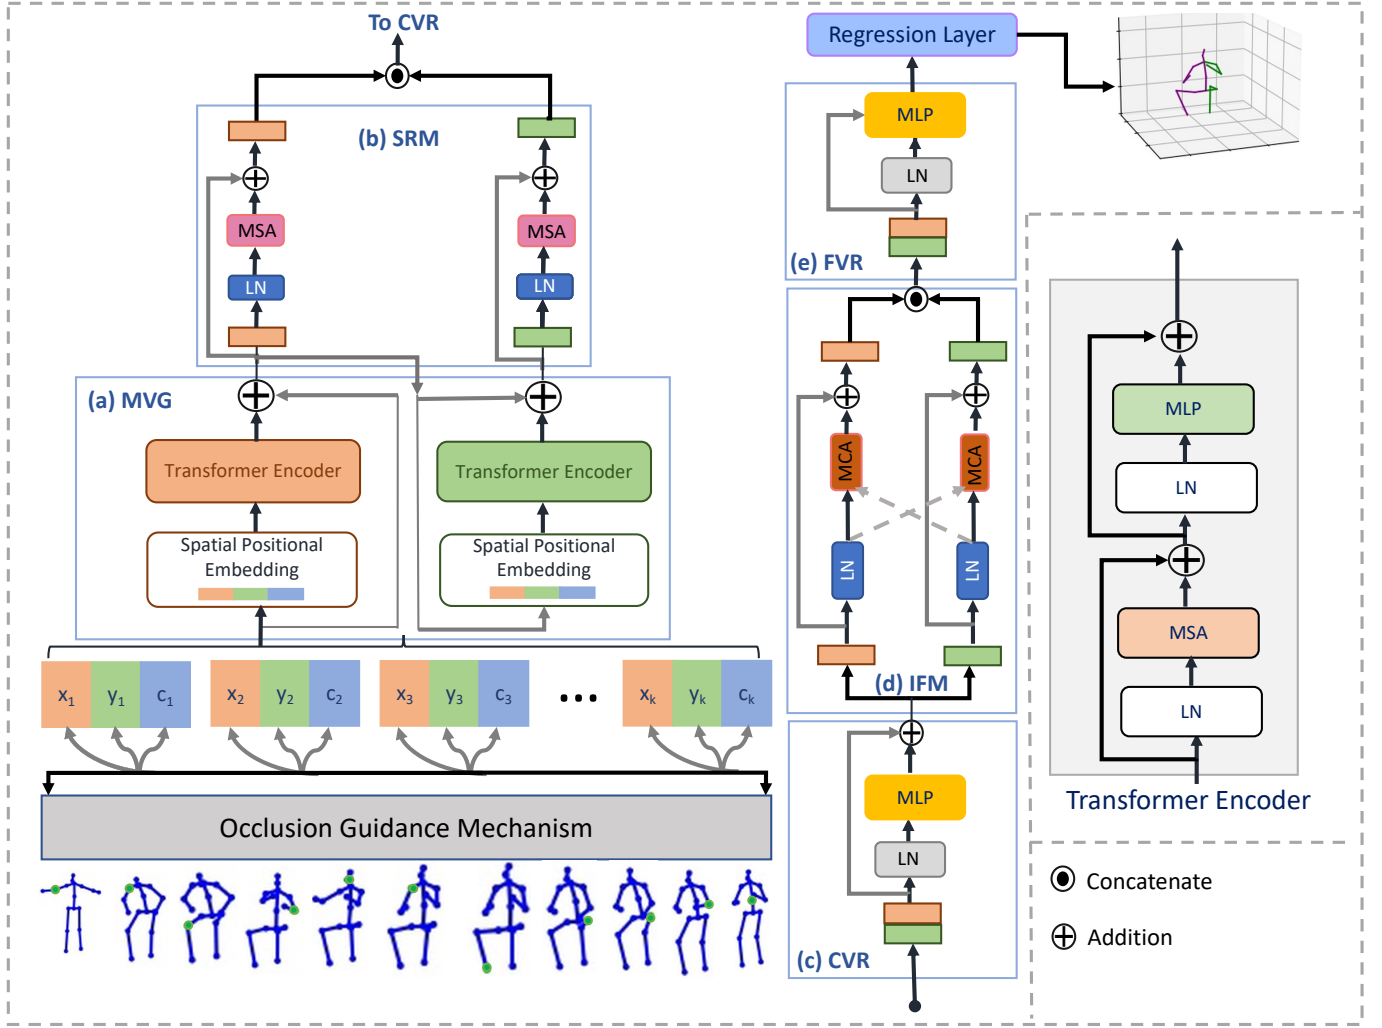 To CVR
(b) SRM
MSA
MSA
LN
LN
(a) MVG
Transformer Encoder
Transformer Encoder
Spatial Positional
Embedding
Spatial Positional
Embedding
x1 y1 c1
x2 y2 c2
x3 y3 c3
...
xk yk ck
Occlusion Guidance Mechanism
Regression Layer
MLP
LN
(e) FVR
MCA
MCA
LN
LN
(d) IFM
MLP
LN
(c) CVR
MLP
LN
MSA
LN
Transformer Encoder
Concatenate
Addition